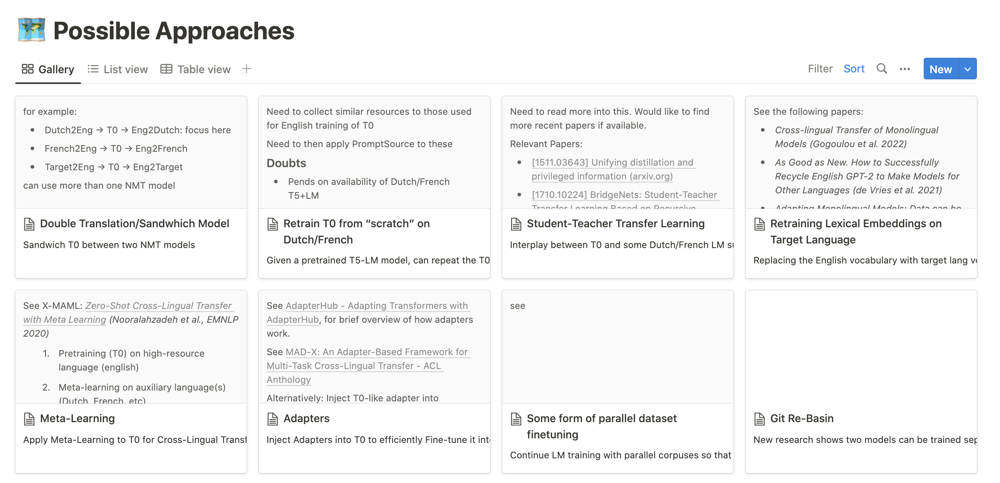 Possible Approaches
Gallery
List view
Table view
Filter
Sort
New
for example:
• Dutch2Eng → T0 → Eng2Dutch: focus here
• French2Eng → T0 → Eng2French
• Target2Eng → T0 → Eng2Target
can use more than one NMT model
Double Translation/Sandwhich Model
Sandwich T0 between two NMT models
Need to collect similar resources to those used
for English training of T0
Need to then apply PromptSource to these
Doubts
• Pends on availability of Dutch/French
T5+LM
Retrain T0 from “scratch” on
Dutch/French
Given a pretrained T5-LM model, can repeat the T0
Need to read more into this. Would like to find
more recent papers if available.
Relevant Papers:
• [1511.03643] Unifying distillation and
privileged information (arxiv.org)
• [1710.10224] BridgeNets: Student-Teacher
Transfer Learning Based on Recursive
Student-Teacher Transfer Learning
Interplay between T0 and some Dutch/French LM
See the following papers:
• Cross-lingual Transfer of Monolingual
Models (Gogoulou et al. 2022)
• As Good as New. How to Successfully
Recycle English GPT-2 to Make Models for
Other Languages (de Vries et al. 2021)
• Adapting Monolingual Models: Data can be
Retraining Lexical Embeddings on
Target Language
Replacing the English vocabulary with target lang
See X-MAML: Zero-Shot Cross-Lingual Transfer
with Meta Learning (Nooralahzadeh et al., EMNLP
2020)
1. Pretraining (T0) on high-resource
language (english)
2. Meta-learning on auxiliary language(s)
(Dutch, French, etc)
Meta-Learning
Apply Meta-Learning to T0 for Cross-Lingual Transf
See AdapterHub - Adapting Transformers with
AdapterHub, for brief overview of how adapters
work.
See MAD-X: An Adapter-Based Framework for
Multi-Task Cross-Lingual Transfer - ACL
Anthology
Alternatively: Inject T0-like adapter into
Adapters
Inject Adapters into T0 to efficiently Fine-tune it int
see
Some form of parallel dataset
finetuning
Continue LM training with parallel corpuses so that
Git Re-Basin
New research shows two models can be trained sep